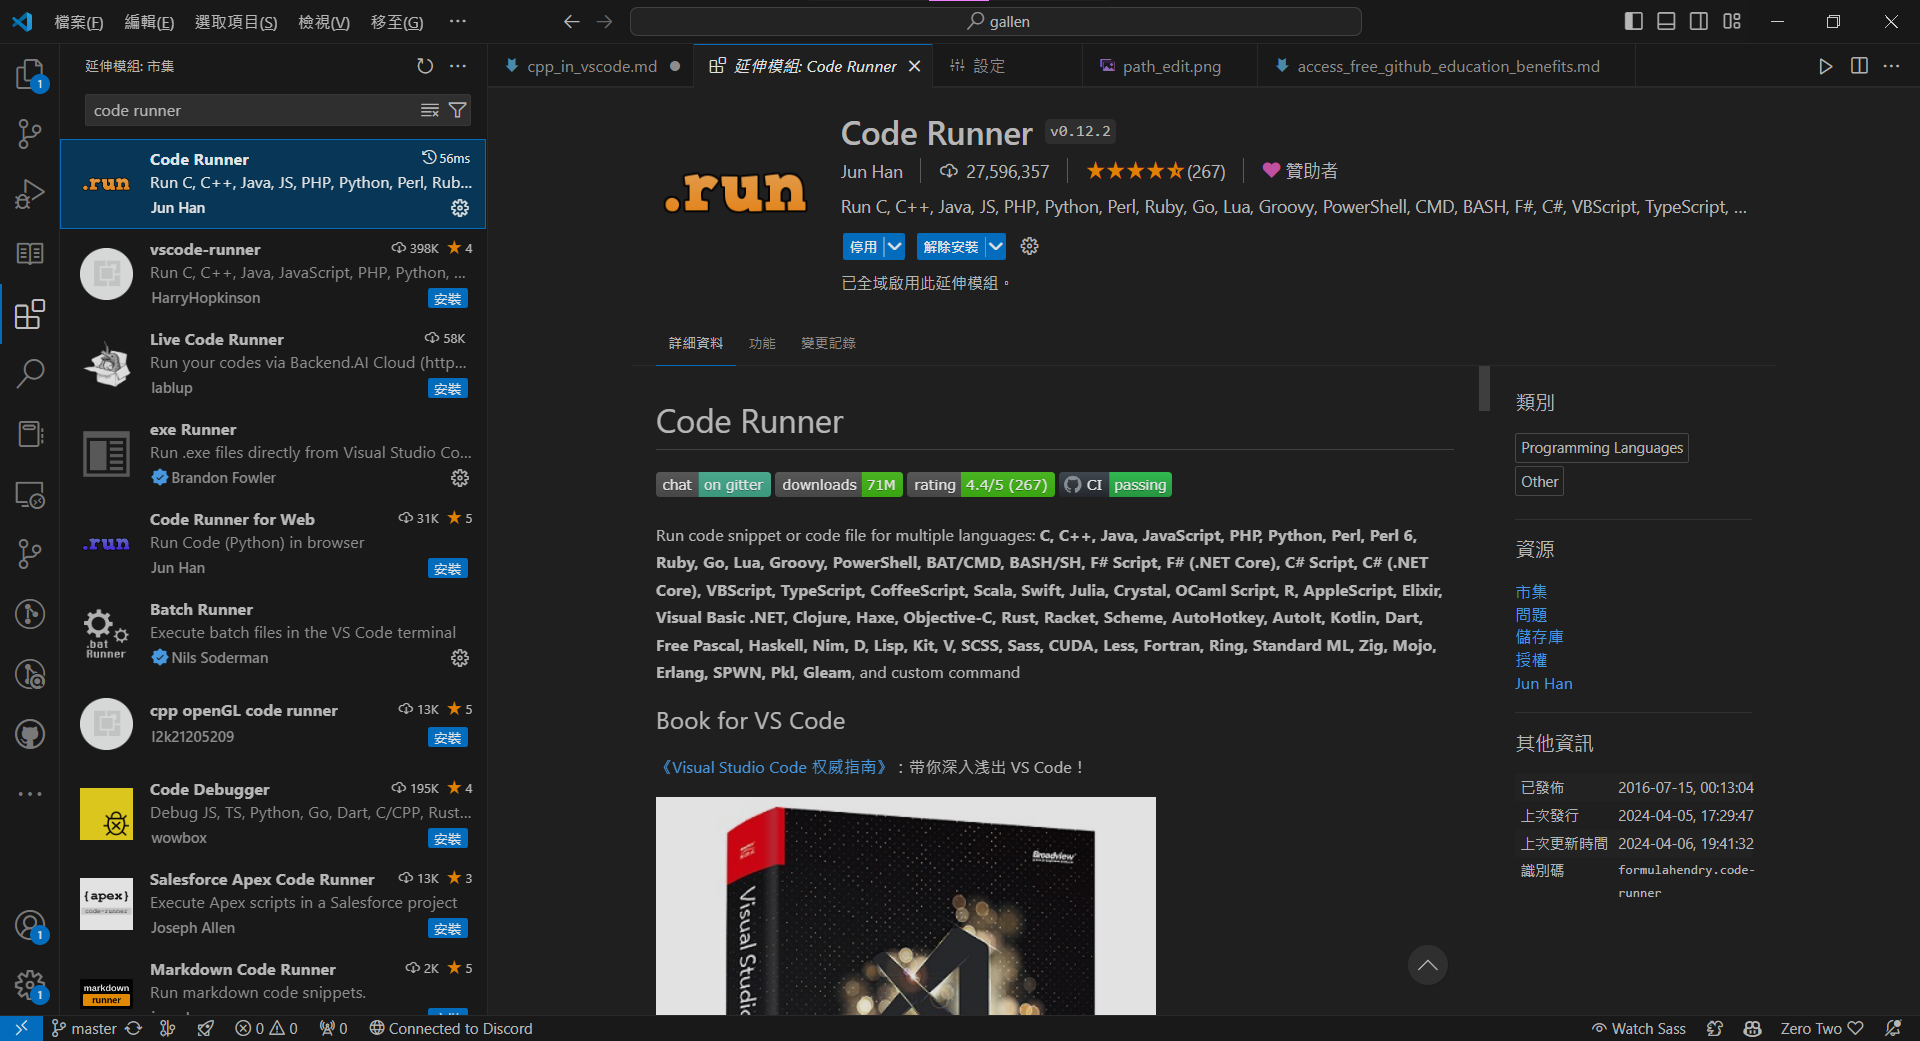 檔案(F) 編輯(E) 選取項目(S) 檢視(V) 移至(G) ···
gallen
延伸模組: 市集
code runner
Code Runner 56ms
Run C, C++, Java, JS, PHP, Python, Perl, Rub...
Jun Han
vscode-runner 398K ★ 4
Run C, C++, Java, JavaScript, PHP, Python, ...
HarryHopkinson 安裝
Live Code Runner 58K
Run your codes via Backend.AI Cloud (http...
lablup 安裝
exe Runner
Run .exe files directly from Visual Studio Co...
Brandon Fowler
Code Runner for Web 31K ★ 5
Run Code (Python) in browser
Jun Han 安裝
Batch Runner
Execute batch files in the VS Code terminal
Nils Soderman
cpp openGL code runner 13K ★ 5
l2k21205209 安裝
Code Debugger 195K ★ 4
Debug JS, TS, Python, Go, Dart, C/CPP, Rust...
wowbox 安裝
Salesforce Apex Code Runner 13K ★ 3
Execute Apex scripts in a Salesforce project
Joseph Allen 安裝
Markdown Code Runner 2K ★ 5
Run markdown code snippets.
.run
.run
.bat
Runner
{apex}
code-runner
markdown
runner
1
1
1
cpp_in_vscode.md
延伸模組: Code Runner
設定
path_edit.png
access_free_github_education_benefits.md
.run
Code Runner v0.12.2
Jun Han 27,596,357 ★★★★★(267) 贊助者
Run C, C++, Java, JS, PHP, Python, Perl, Ruby, Go, Lua, Groovy, PowerShell, CMD, BASH, F#, C#, VBScript, TypeScript, ...
停用 解除安裝
已全域啟用此延伸模組。
詳細資料 功能 變更記錄
Code Runner
chat on gitter downloads 71M rating 4.4/5 (267) CI passing
Run code snippet or code file for multiple languages: C, C++, Java, JavaScript, PHP, Python, Perl, Perl 6,
Ruby, Go, Lua, Groovy, PowerShell, BAT/CMD, BASH/SH, F# Script, F# (.NET Core), C# Script, C# (.NET
Core), VBScript, TypeScript, CoffeeScript, Scala, Swift, Julia, Crystal, OCaml Script, R, AppleScript, Elixir,
Visual Basic .NET, Clojure, Haxe, Objective-C, Rust, Racket, Scheme, AutoHotkey, AutoIt, Kotlin, Dart,
Free Pascal, Haskell, Nim, D, Lisp, Kit, V, SCSS, Sass, CUDA, Less, Fortran, Ring, Standard ML, Zig, Mojo,
Erlang, SPWN, Pkl, Gleam, and custom command
Book for VS Code
《Visual Studio Code 权威指南》：带你深入浅出 VS Code！
Broadview
Visual Studio
類別
Programming Languages
Other
資源
市集
問題
儲存庫
授權
Jun Han
其他資訊
已發佈 2016-07-15, 00:13:04
上次發行 2024-04-05, 17:29:47
上次更新時間 2024-04-06, 19:41:32
識別碼 formulahendry.code-
runner
master 0 0 0 Connected to Discord
Watch Sass Zero Two